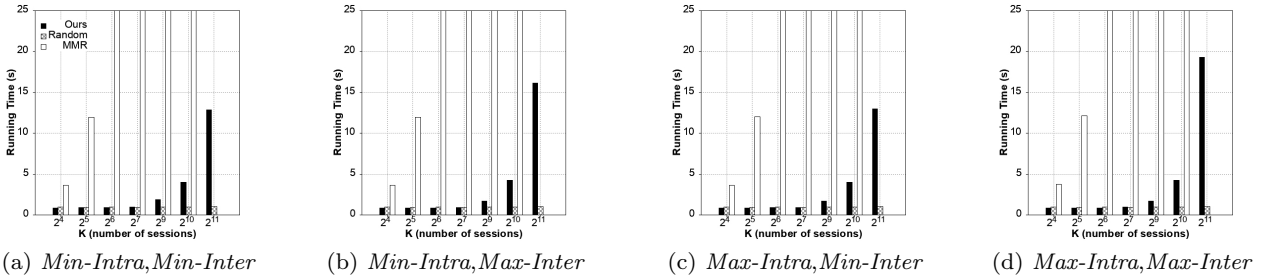 25
20
15
10
5
0
Running Time (s)
Ours
Random
MMR
2^4 2^5 2^6 2^7 2^9 2^10 2^11
K (number of sessions)
(a) Min-Intra,Min-Inter
25
20
15
10
5
0
Running Time (s)
2^4 2^5 2^6 2^7 2^9 2^10 2^11
K (number of sessions)
(b) Min-Intra,Max-Inter
25
20
15
10
5
0
Running Time (s)
2^4 2^5 2^6 2^7 2^9 2^10 2^11
K (number of sessions)
(c) Max-Intra,Min-Inter
25
20
15
10
5
0
Running Time (s)
2^4 2^5 2^6 2^7 2^9 2^10 2^11
K (number of sessions)
(d) Max-Intra,Max-Inter